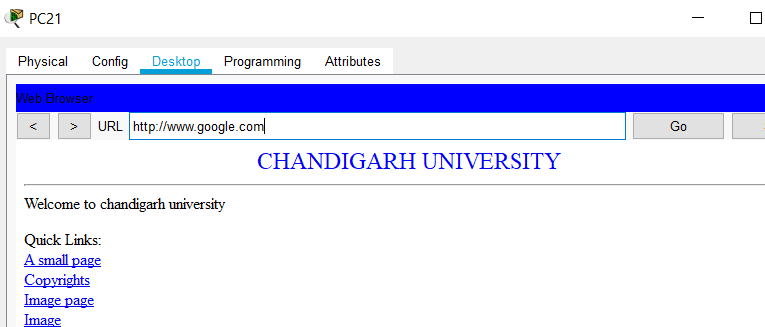 PC21
Physical Config Desktop Programming Attributes
Web Browser
< > URL http://www.google.com Go
CHANDIGARH UNIVERSITY
Welcome to chandigarh university
Quick Links:
A small page
Copyrights
Image page
Image